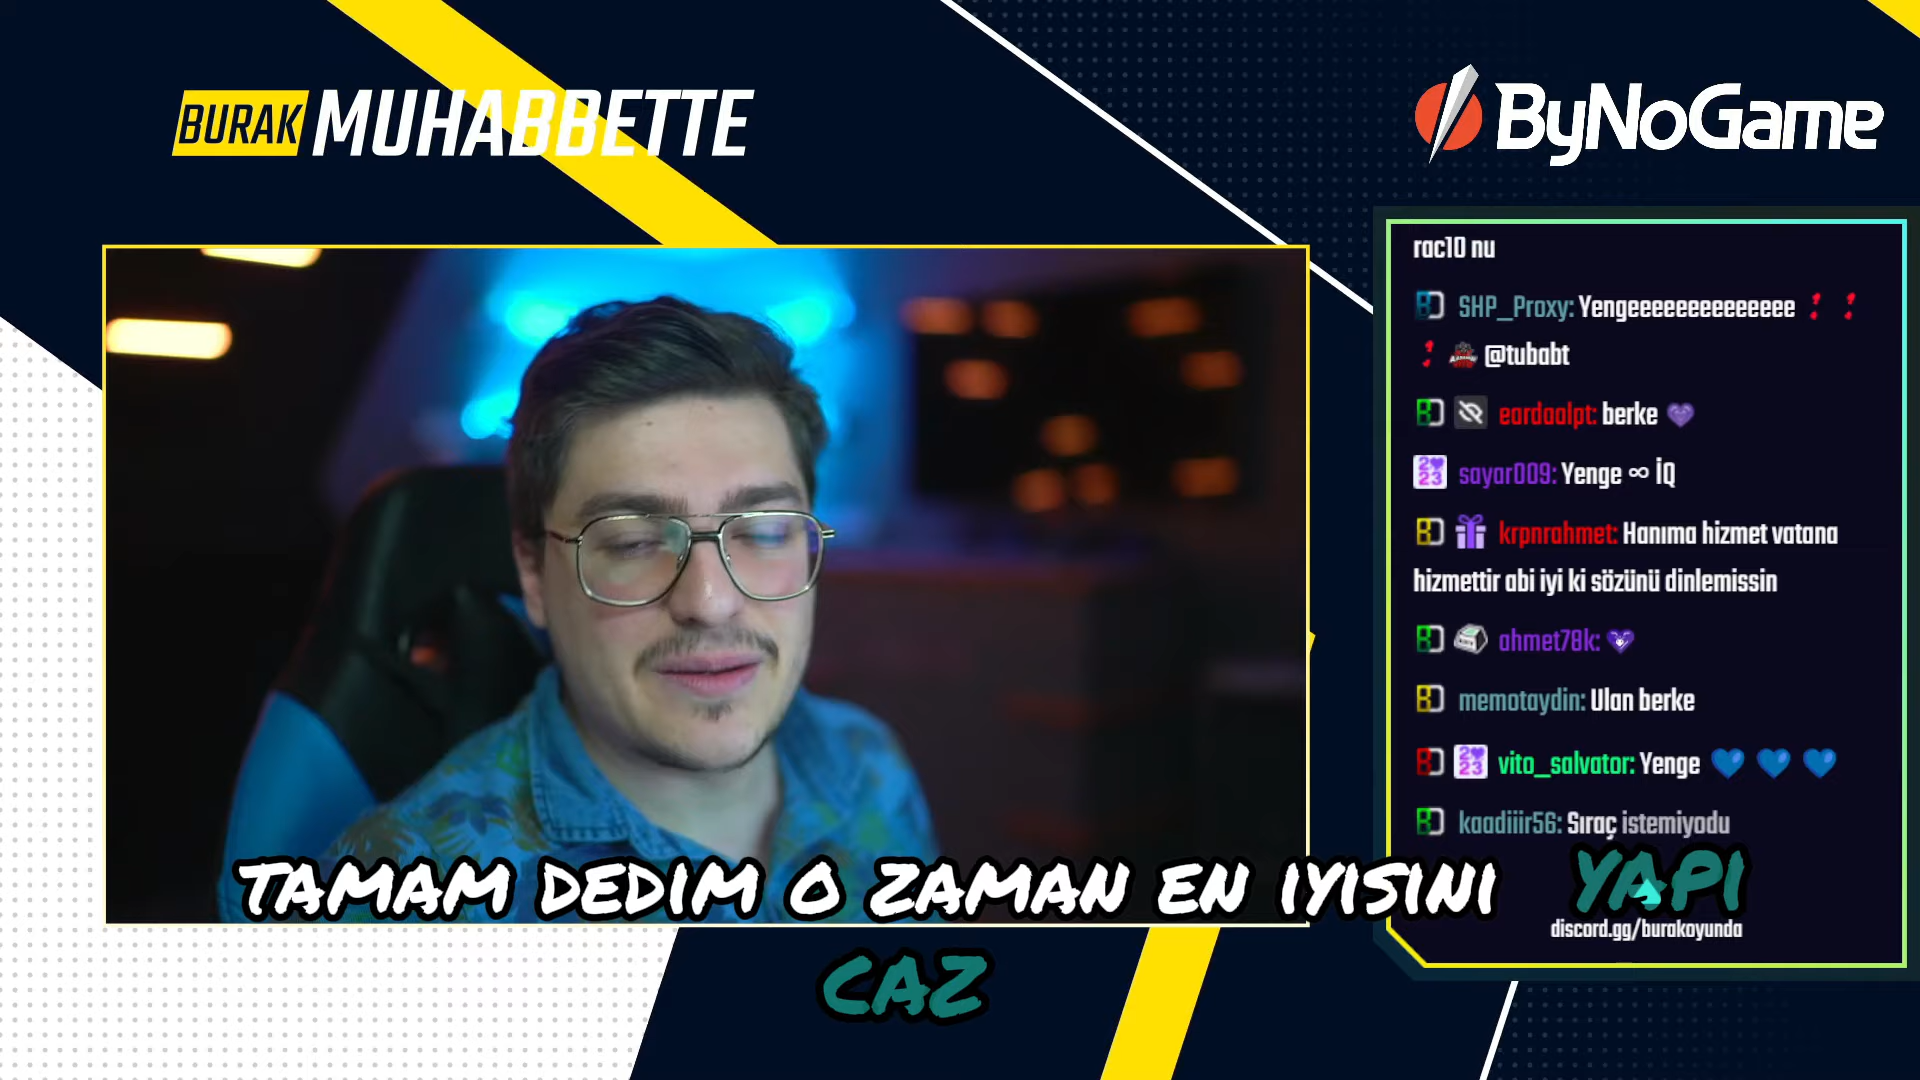 BURAK MUHABBETTE
ByNoGame
rac10 nu
SHP_Proxy: Yengeeeeeeeeeeeeee
@tubabt
eardaalpt: berke
sayar009: Yenge ∞ İQ
krpnrahmet: Hanıma hizmet vatana
hizmettir abi iyi ki sözünü dinlemissin
ahmet78k:
memotaydin: Ulan berke
vito_salvator: Yenge
kaadiiir56: Sıraç istemiyodu
TAMAM DEDIM O ZAMAN EN IYISINI YAPI
discord.gg/burakoyunda
CAZ